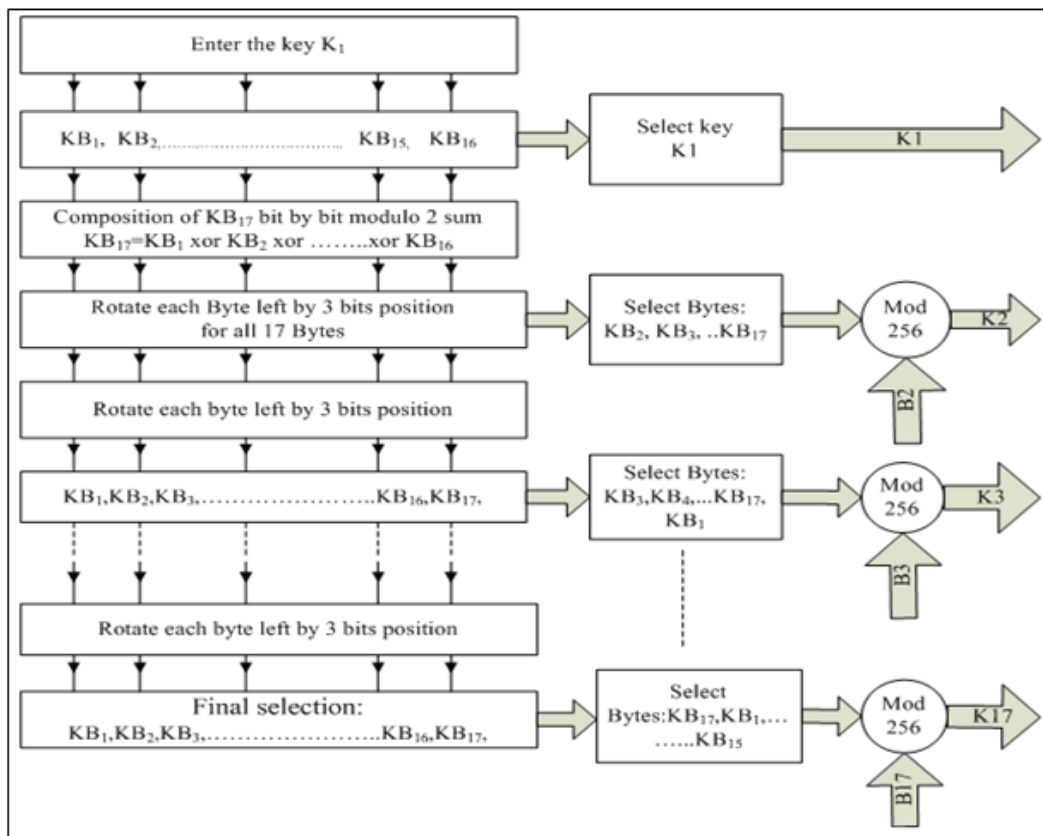 Enter the key K₁
KB₁, KB₂,.................................... KB₁₅, KB₁₆
Select key
K1
K1
Composition of KB₁₇ bit by bit modulo 2 sum
KB₁₇=KB₁ xor KB₂ xor ……..xor KB₁₆
Rotate each Byte left by 3 bits position
for all 17 Bytes
Select Bytes:
KB₂, KB₃, ..KB₁₇
Mod
256
K2
B2
Rotate each byte left by 3 bits position
KB₁,KB₂,KB₃,…………………..KB₁₆,KB₁₇,
Select Bytes:
KB₃,KB₄,...KB₁₇,
KB₁
Mod
256
K3
B3
Rotate each byte left by 3 bits position
Final selection:
KB₁,KB₂,KB₃,…………………..KB₁₆,KB₁₇,
Select
Bytes:KB₁₇,KB₁,…
…...KB₁₅
Mod
256
K17
B17